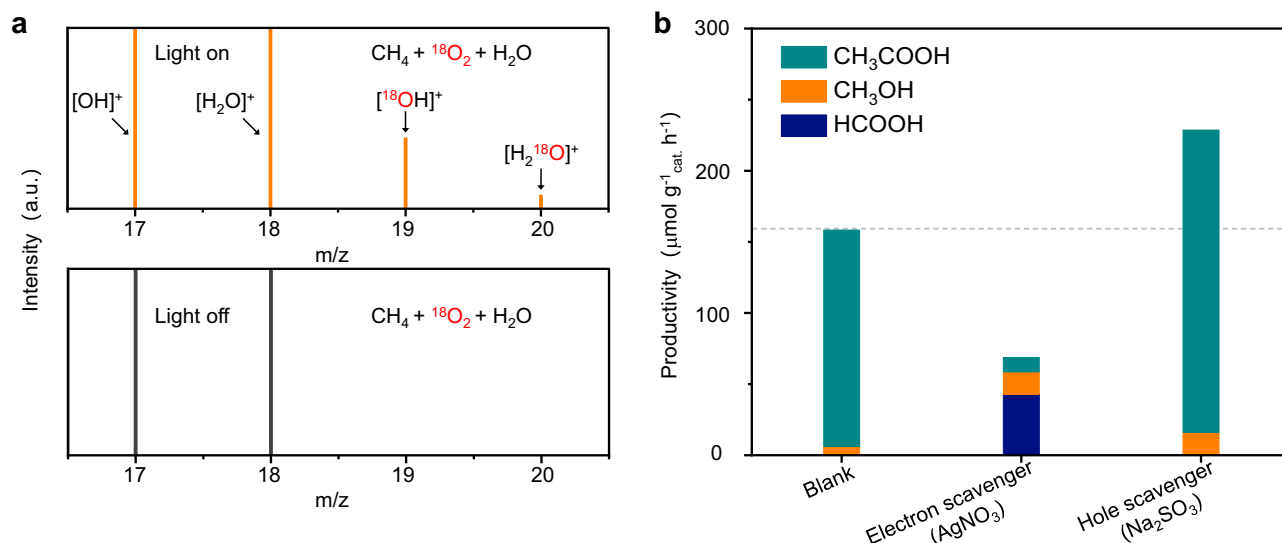 a
Light on
CH₄ + ¹⁸O₂ + H₂O
[OH]⁺
[H₂O]⁺
[¹⁸OH]⁺
[H₂¹⁸O]⁺
17 18 19 20
m/z
Light off
CH₄ + ¹⁸O₂ + H₂O
17 18 19 20
m/z
Intensity (a.u.)
b
CH₃COOH
CH₃OH
HCOOH
300
200
100
0
Productivity (μmol g⁻¹cat. h⁻¹)
Blank
Electron scavenger
(AgNO₃)
Hole scavenger
(Na₂SO₃)